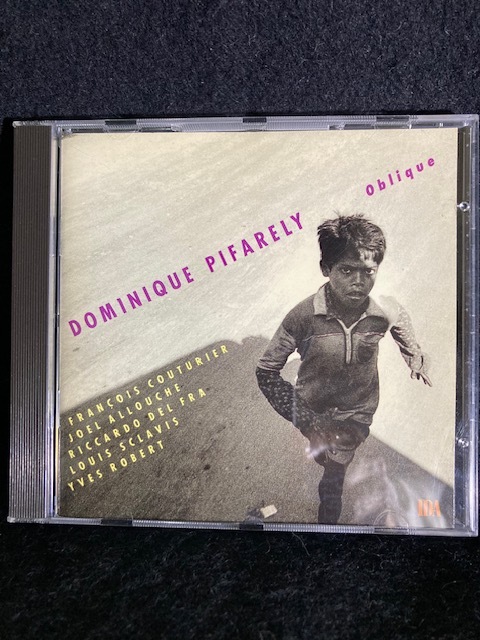 Oblique
DOMINIQUE PIFARELY
FRANÇOIS COUTURIER
JOEL ALLOUCHE
RICCARDO DEL FRA
LOUIS SCLAVIS
YVES ROBERT
IDA